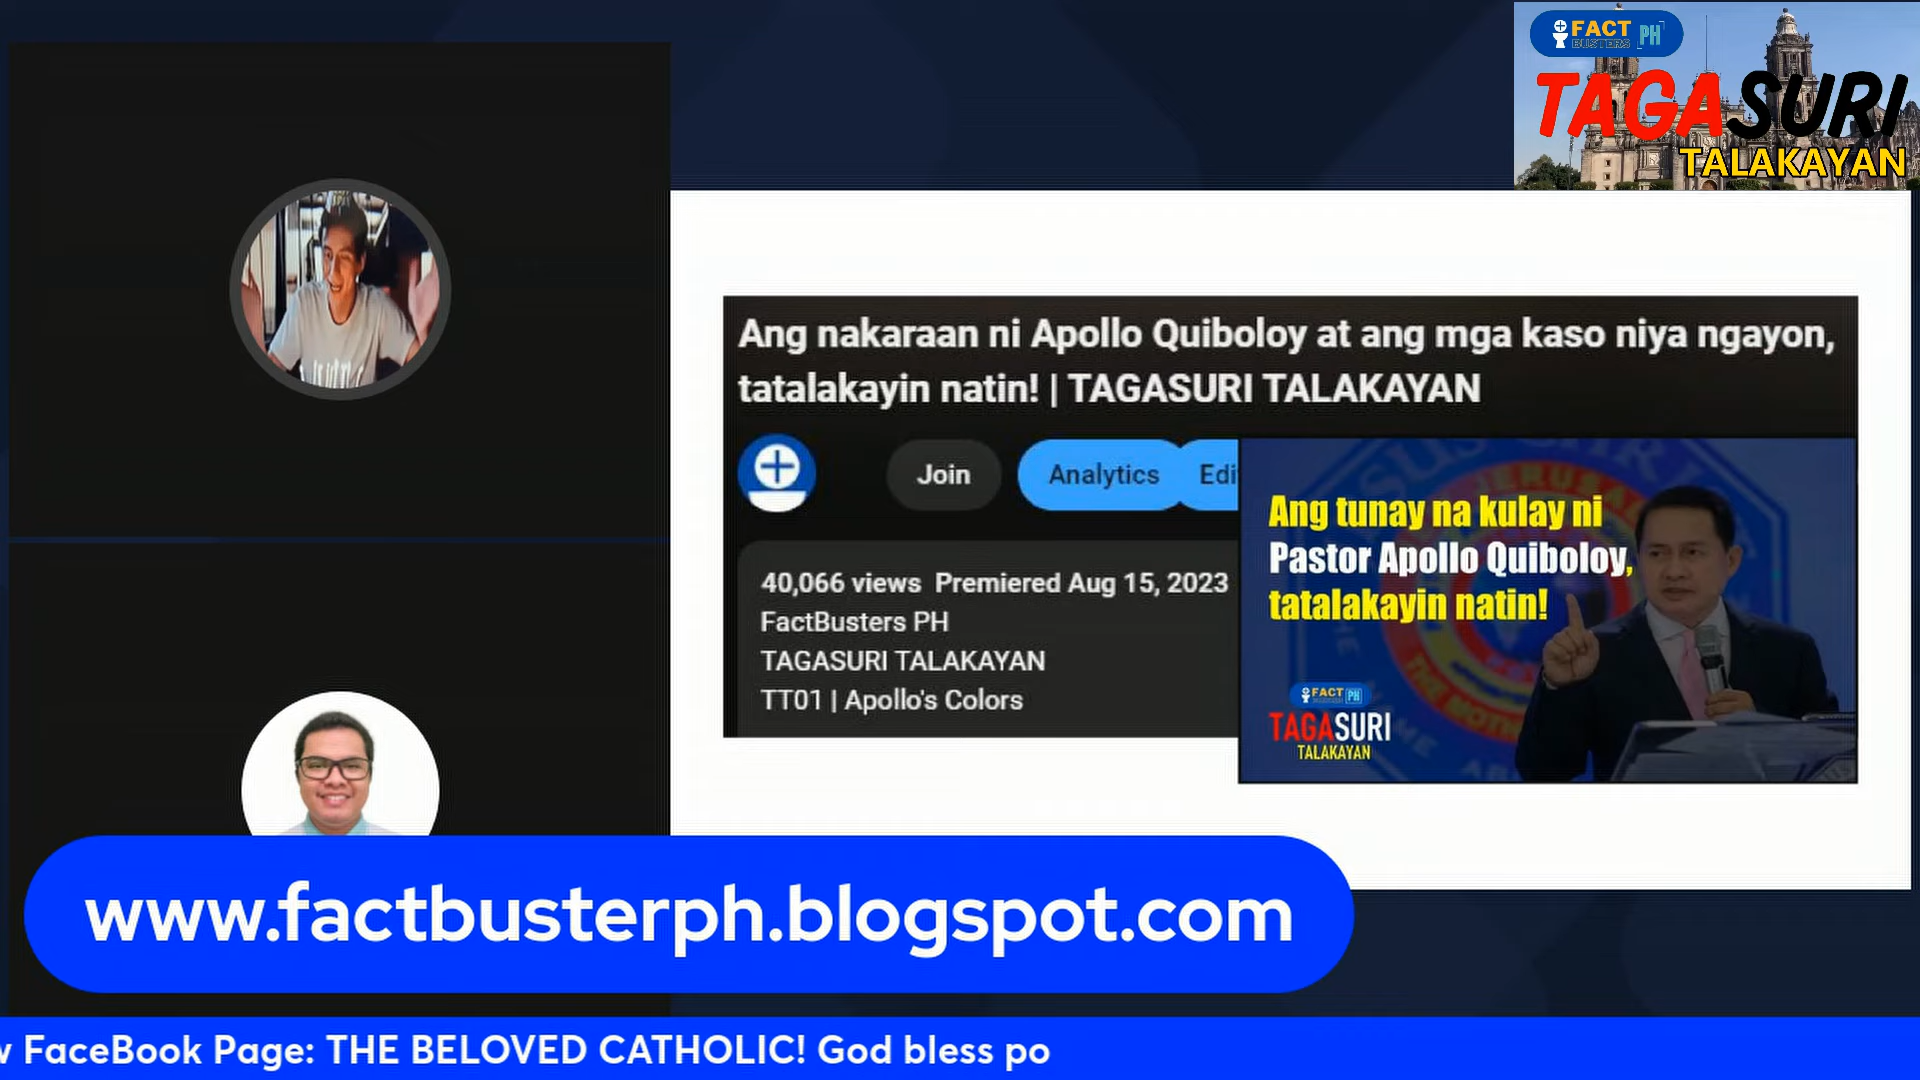 FACT
BUSTERS
PH
TAGASURI
TALAKAYAN
Ang nakaraan ni Apollo Quiboloy at ang mga kaso niya ngayon,
tatalakayin natin! | TAGASURI TALAKAYAN
Join
Analytics
Edi
40,066 views Premiered Aug 15, 2023
FactBusters PH
TAGASURI TALAKAYAN
TT01 | Apollo's Colors
Ang tunay na kulay ni
Pastor Apollo Quiboloy,
tatalakayin natin!
FACT
PH
TAGASURI
TALAKAYAN
www.factbusterph.blogspot.com
FaceBook Page: THE BELOVED CATHOLIC! God bless po